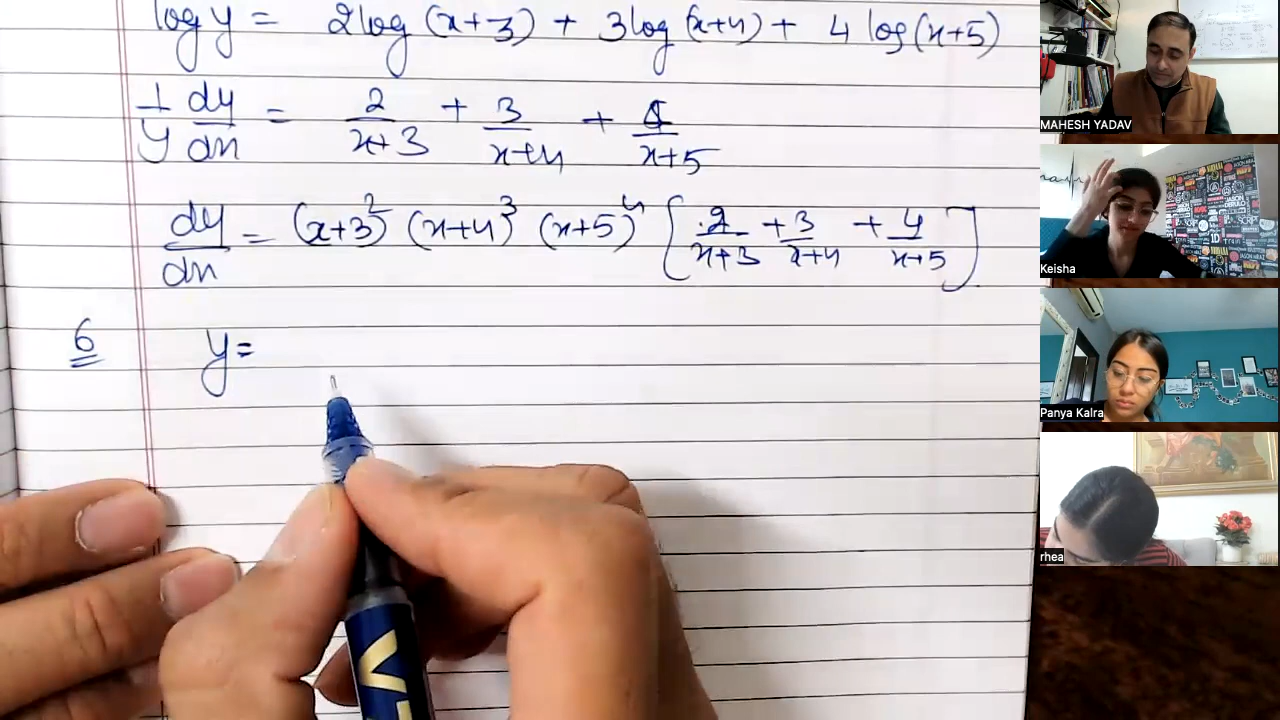 log y = 2log (x+3) + 3log (x+4) + 4 log (x+5)
1/y dy/dx = 2/x+3 + 3/x+4 + 4/x+5
dy/dx = (x+3)² (x+4)³ (x+5)⁴ [2/x+3 + 3/x+4 + 4/x+5]
6 y=
V7
MAHESH YADAV
Keisha
Panya Kalra
rhea